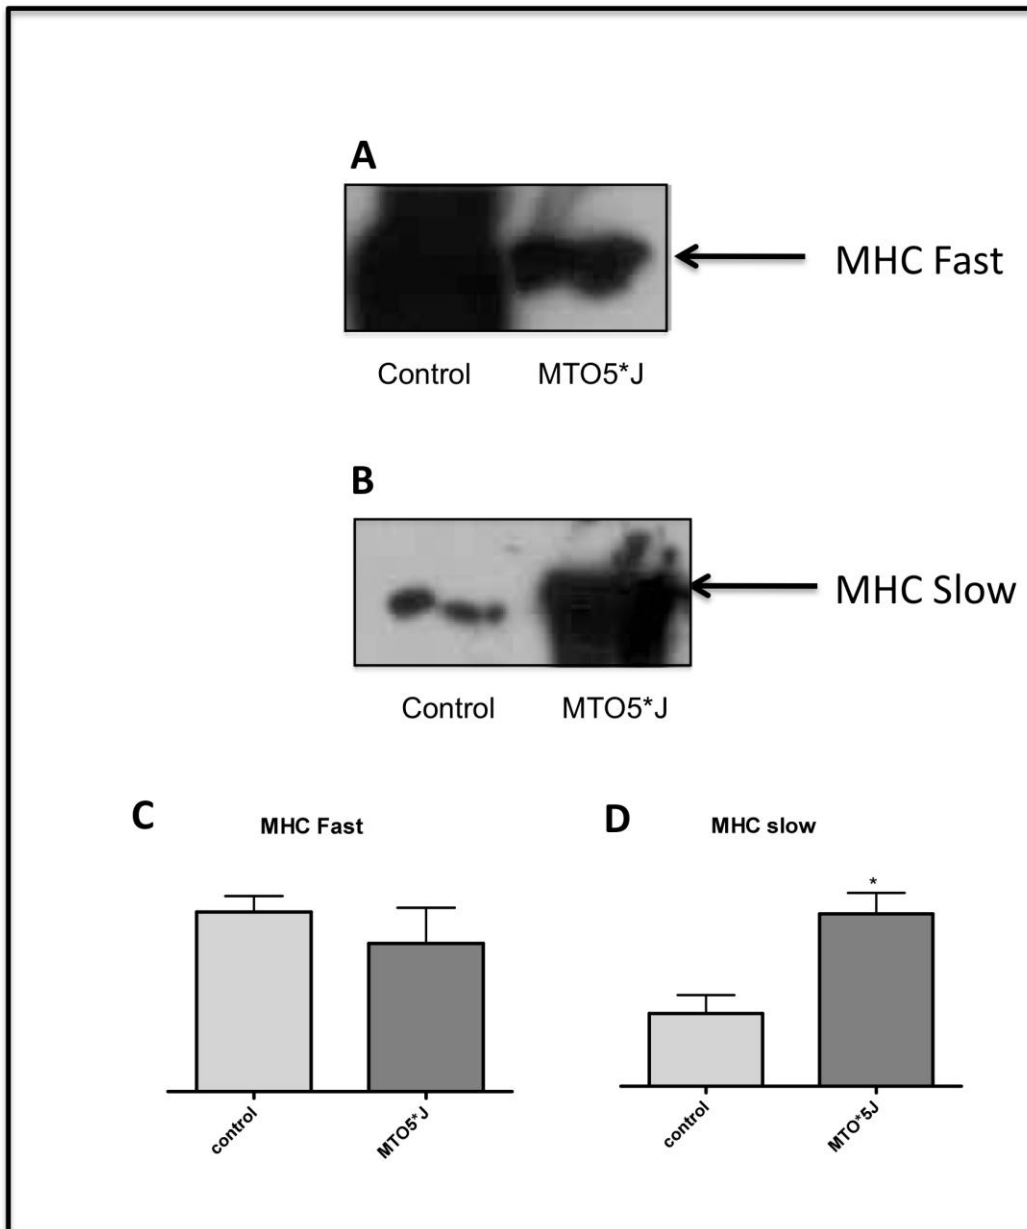 A
MHC Fast
Control MTO5*J
B
MHC Slow
Control MTO5*J
C MHC Fast
D MHC slow
*
control MTO5*J
control MTO*5J